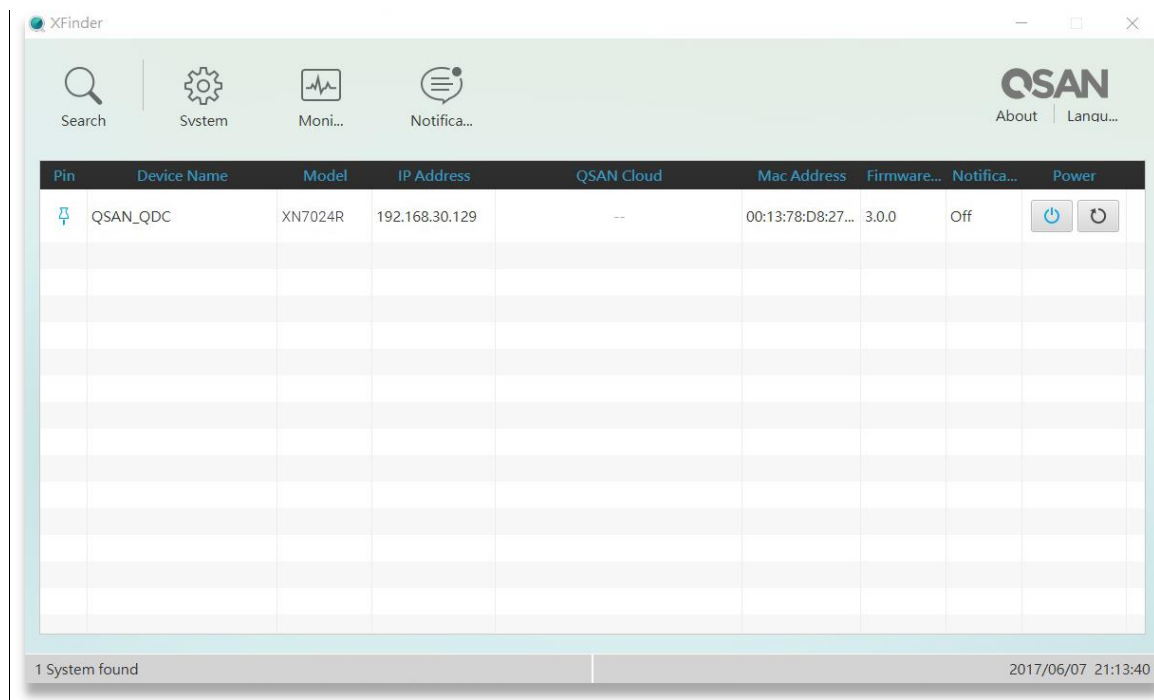 XFinder
QSAN
Search Svstem Moni... Notifica... About Langu...
Pin Device Name Model IP Address QSAN Cloud Mac Address Firmware... Notifica... Power
QSAN_QDC XN7024R 192.168.30.129 -- 00:13:78:D8:27... 3.0.0 Off
1 System found 2017/06/07 21:13:40